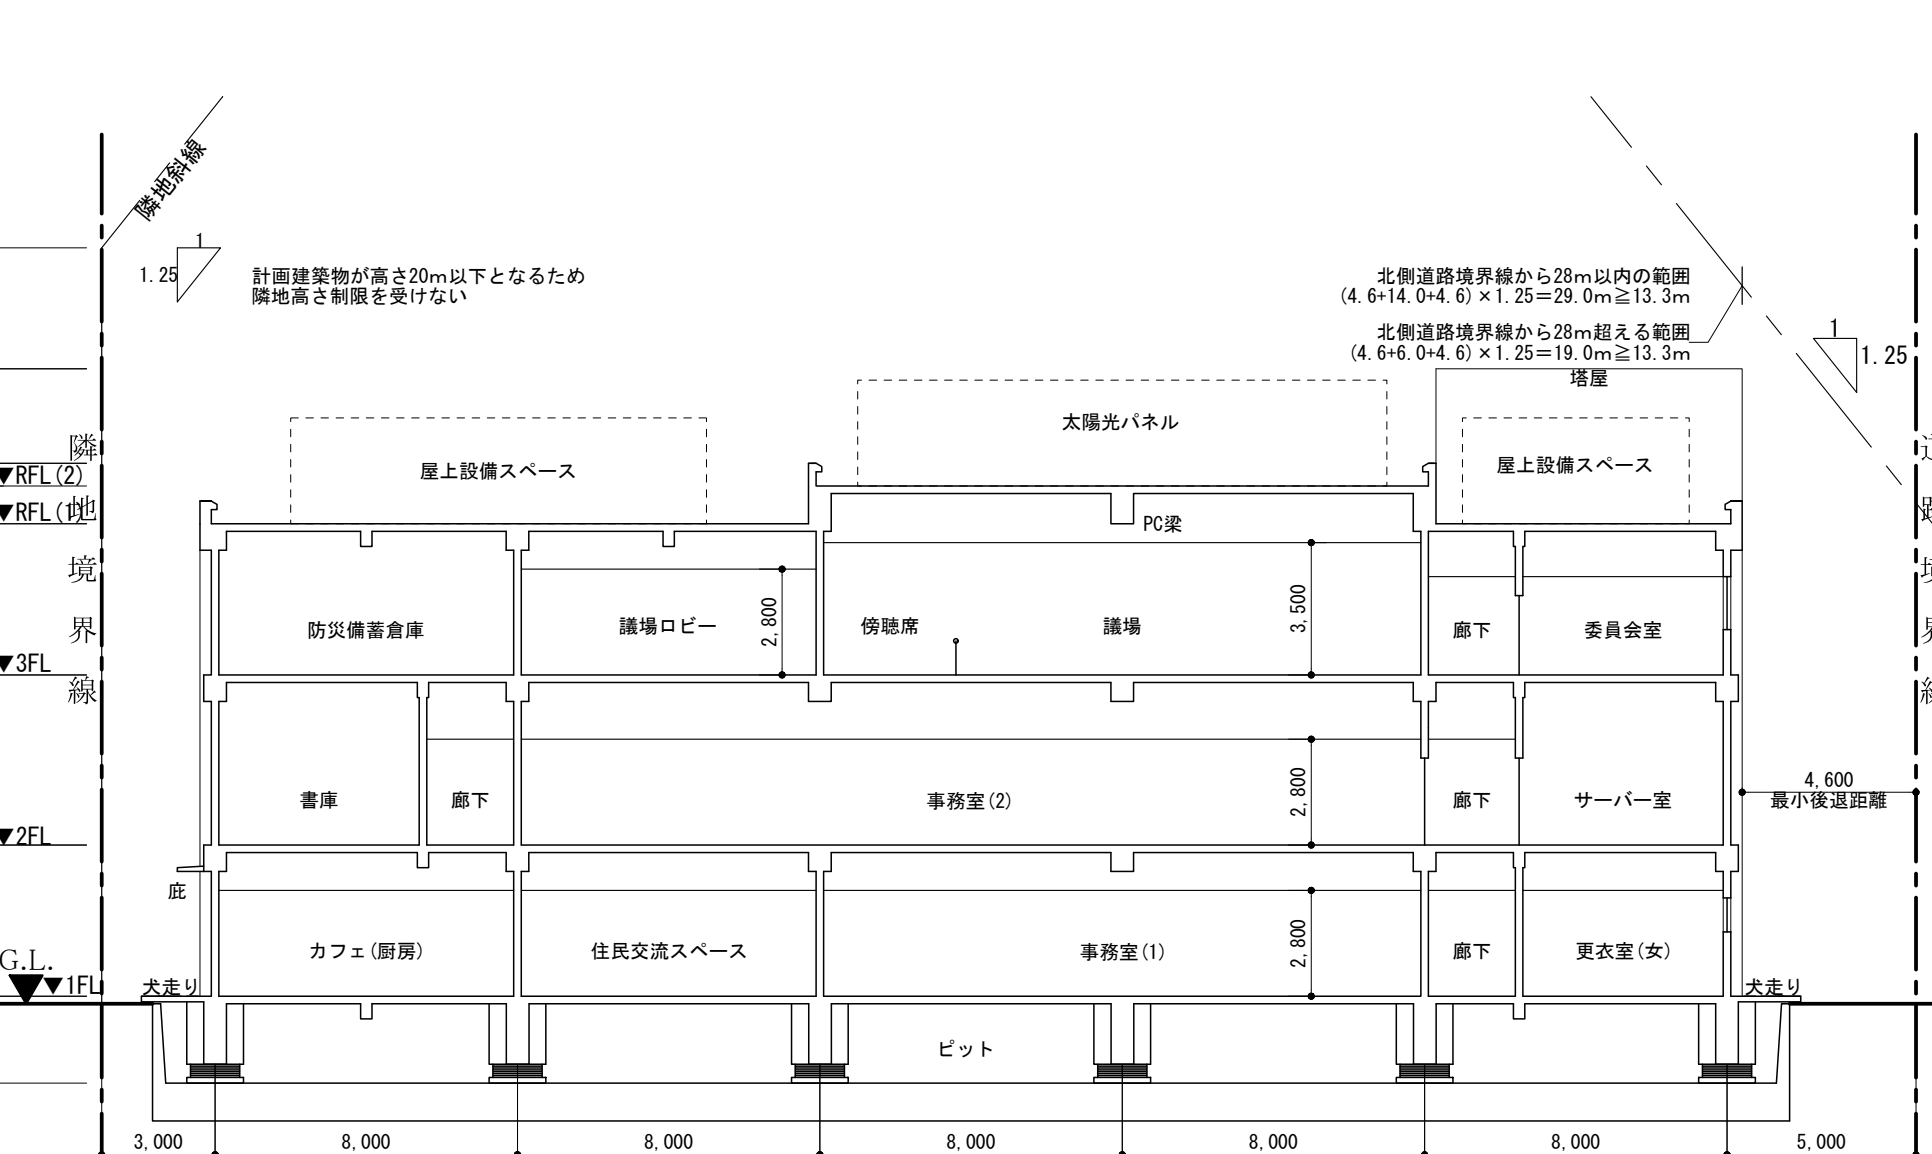 隣地斜線
1
1.25
計画建築物が高さ20m以下となるため
隣地高さ制限を受けない
北側道路境界線から28m以内の範囲
(4.6+14.0+4.6)×1.25=29.0m≧13.3m
北側道路境界線から28m超える範囲
(4.6+6.0+4.6)×1.25=19.0m≧13.3m
1
1.25
塔屋
太陽光パネル
屋上設備スペース
屋上設備スペース
隣地境界線
▼RFL(2)
▼RFL(1)
PC梁
防災備蓄倉庫
議場ロビー
2,800
傍聴席
議場
3,500
廊下
委員会室
▼3FL
書庫
廊下
事務室(2)
2,800
廊下
サーバー室
4,600
最小後退距離
▼2FL
庇
カフェ(厨房)
住民交流スペース
事務室(1)
2,800
廊下
更衣室(女)
G.L.
▼1FL
犬走り
犬走り
ピット
3,000
8,000
8,000
8,000
8,000
8,000
5,000